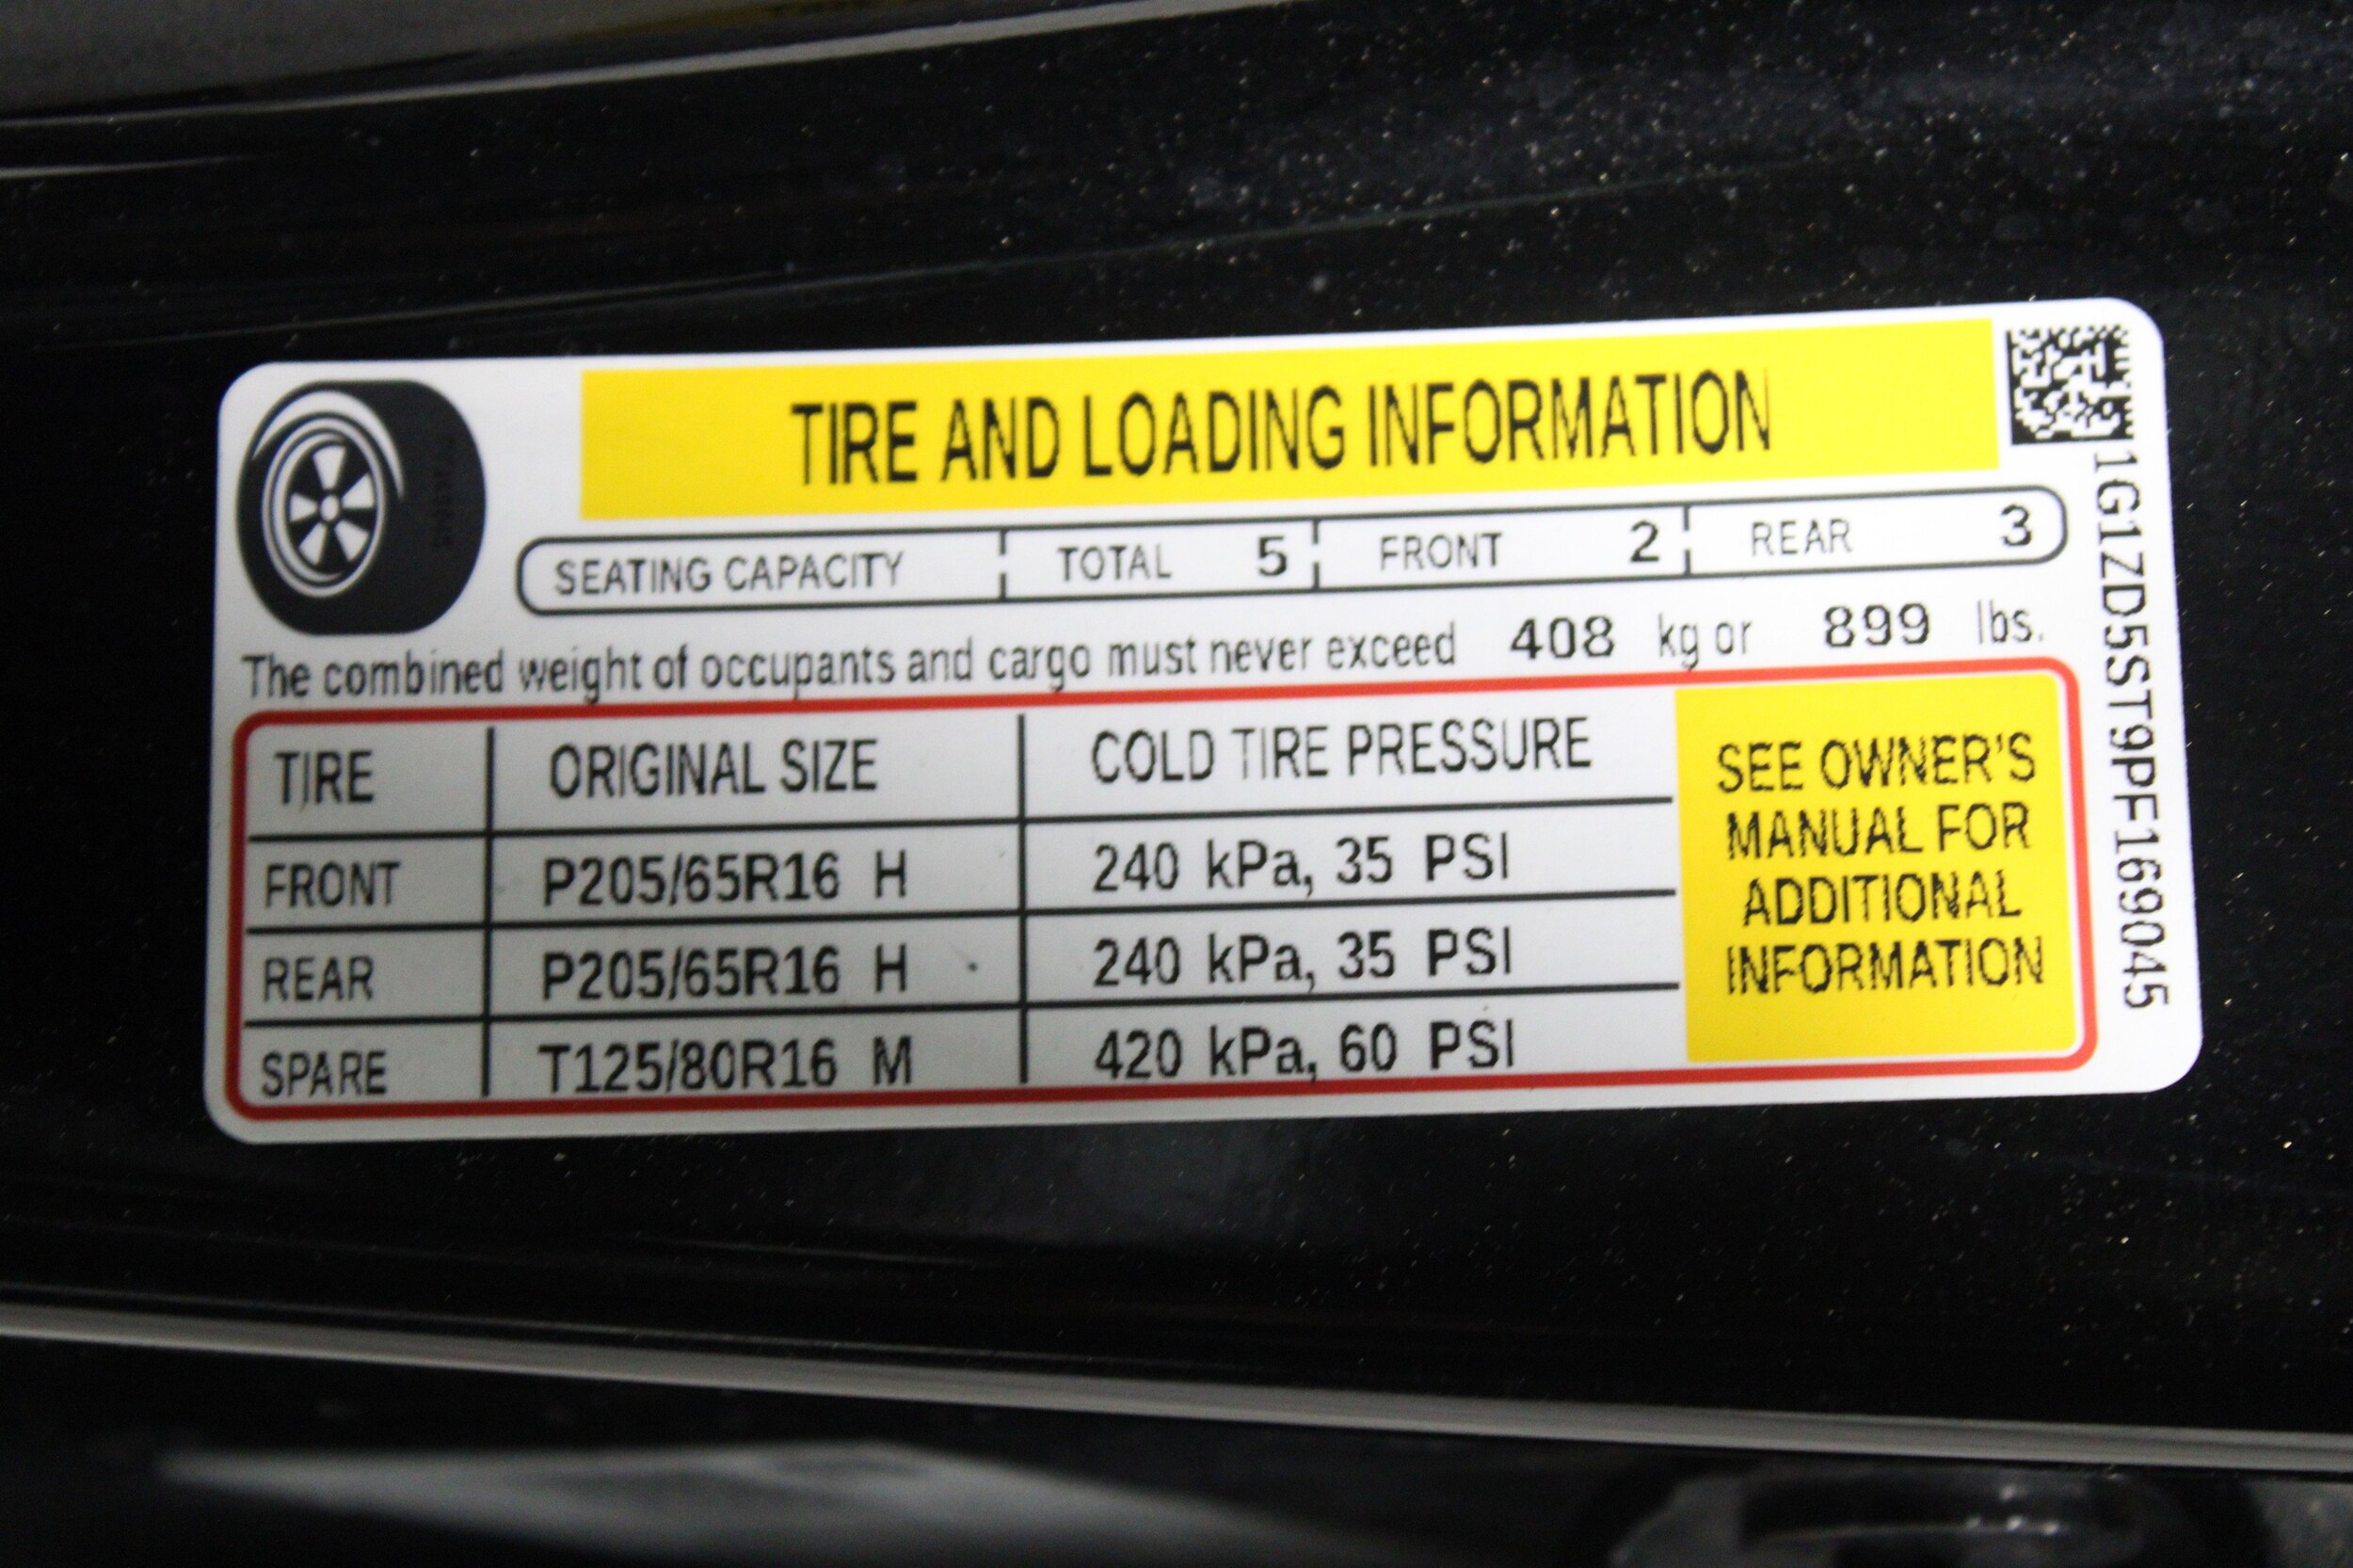 TIRE AND LOADING INFORMATION
SEATING CAPACITY TOTAL 5 FRONT 2 REAR 3
The combined weight of occupants and cargo must never exceed 408 kg or 899 lbs.
TIRE ORIGINAL SIZE COLD TIRE PRESSURE
FRONT P205/65R16 H 240 kPa, 35 PSI
REAR P205/65R16 H 240 kPa, 35 PSI
SPARE T125/80R16 M 420 kPa, 60 PSI
SEE OWNER'S
MANUAL FOR
ADDITIONAL
INFORMATION
1G1ZD5ST9PF169045